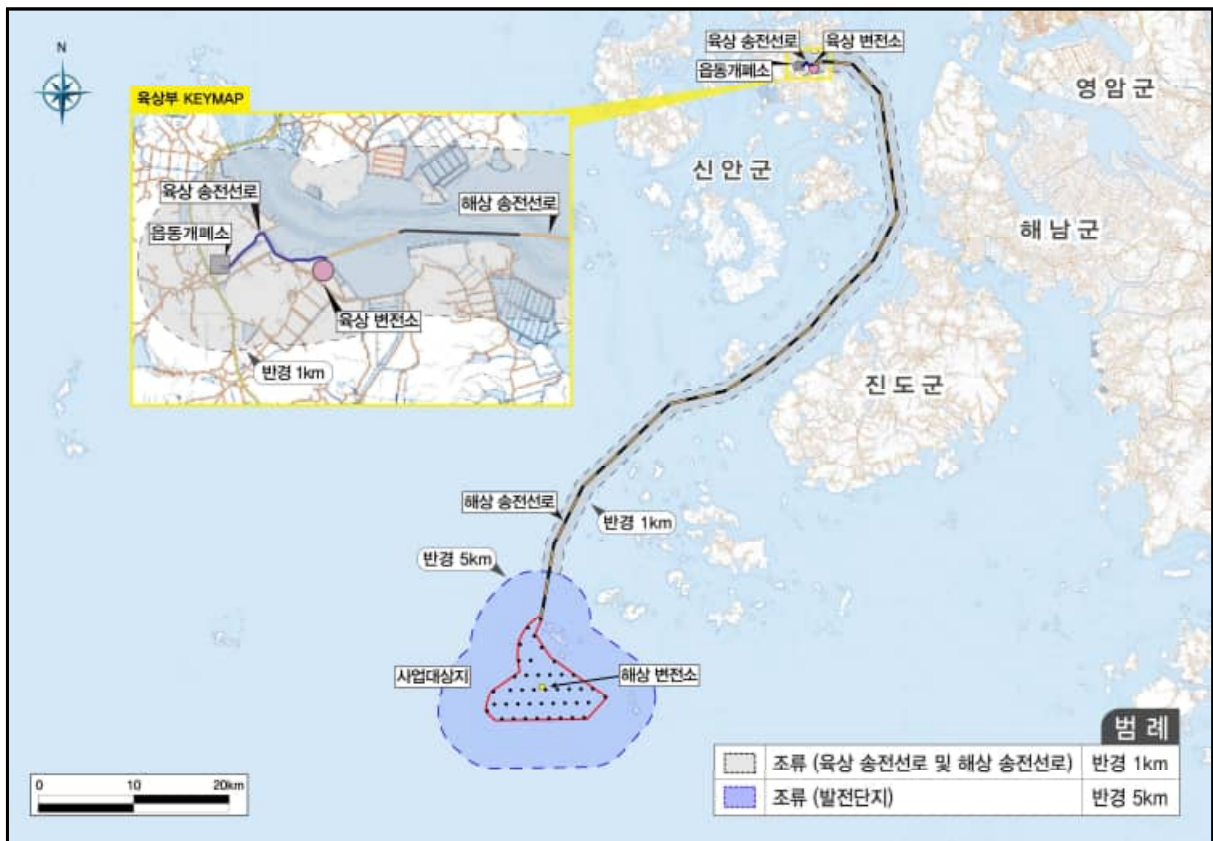 N
육상 송전선로
육상 변전소
읍동개폐소
영암군
육상부 KEYMAP
신안군
육상 송전선로
해상 송전선로
읍동개폐소
해남군
육상 변전소
반경 1km
진도군
해상 송전선로
반경 1km
반경 5km
사업대상지
해상 변전소
범 례
조류 (육상 송전선로 및 해상 송전선로) 반경 1km
조류 (발전단지) 반경 5km
0 10 20km